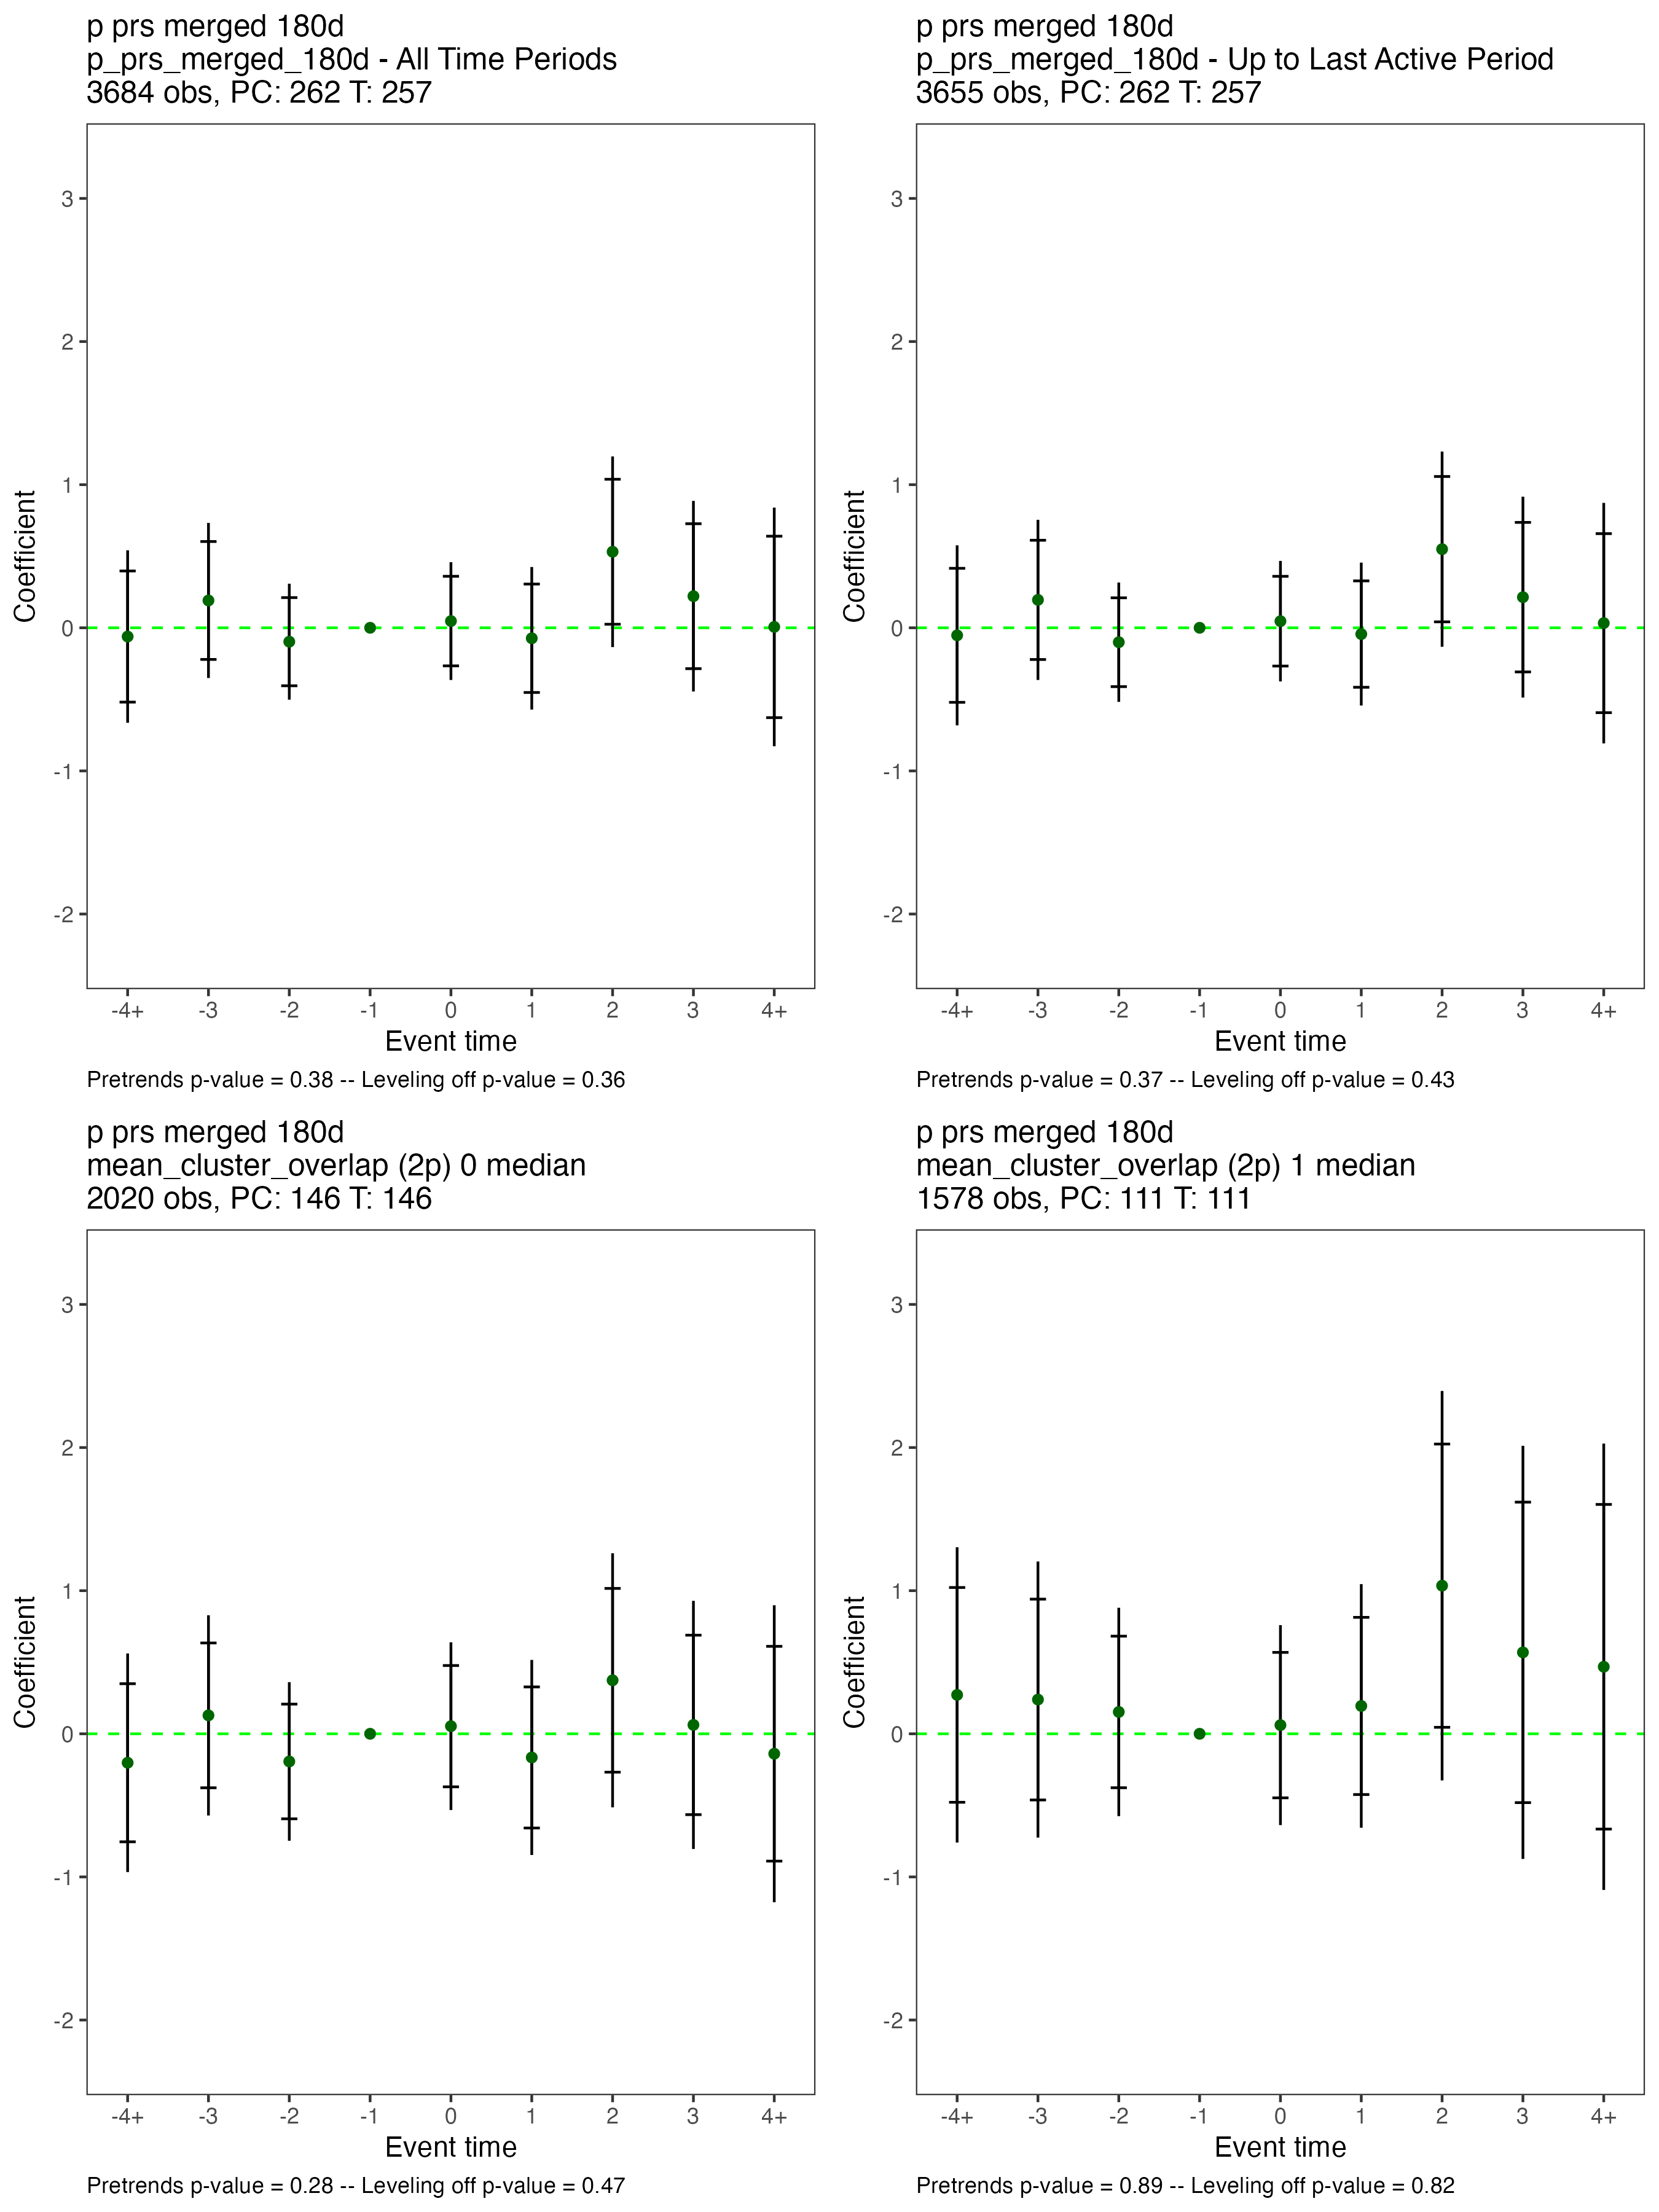 p prs merged 180d
p_prs_merged_180d - All Time Periods
3684 obs, PC: 262 T: 257
3
2
1
0
-1
-2
Coefficient
-4+ -3 -2 -1 0 1 2 3 4+
Event time
Pretrends p-value = 0.38 -- Leveling off p-value = 0.36
p prs merged 180d
p_prs_merged_180d - Up to Last Active Period
3655 obs, PC: 262 T: 257
3
2
1
0
-1
-2
Coefficient
-4+ -3 -2 -1 0 1 2 3 4+
Event time
Pretrends p-value = 0.37 -- Leveling off p-value = 0.43
p prs merged 180d
mean_cluster_overlap (2p) 0 median
2020 obs, PC: 146 T: 146
3
2
1
0
-1
-2
Coefficient
-4+ -3 -2 -1 0 1 2 3 4+
Event time
Pretrends p-value = 0.28 -- Leveling off p-value = 0.47
p prs merged 180d
mean_cluster_overlap (2p) 1 median
1578 obs, PC: 111 T: 111
3
2
1
0
-1
-2
Coefficient
-4+ -3 -2 -1 0 1 2 3 4+
Event time
Pretrends p-value = 0.89 -- Leveling off p-value = 0.82